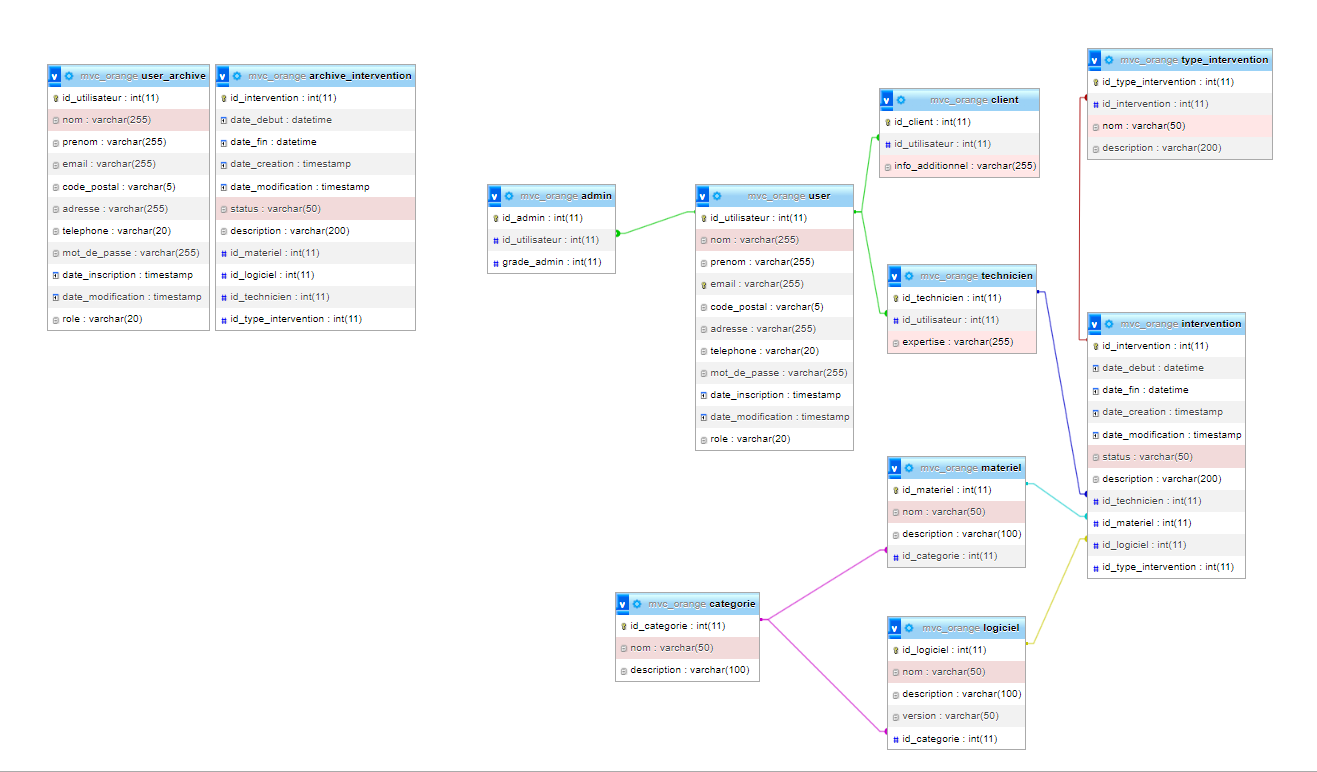 mvc_orange user_archive
id_utilisateur : int(11)
nom : varchar(255)
prenom : varchar(255)
email : varchar(255)
code_postal : varchar(5)
adresse : varchar(255)
telephone : varchar(20)
mot_de_passe : varchar(255)
date_inscription : timestamp
date_modification : timestamp
role : varchar(20)
mvc_orange archive_intervention
id_intervention : int(11)
date_debut : datetime
date_fin : datetime
date_creation : timestamp
date_modification : timestamp
status : varchar(50)
description : varchar(200)
id_materiel : int(11)
id_logiciel : int(11)
id_technicien : int(11)
id_type_intervention : int(11)
mvc_orange admin
id_admin : int(11)
id_utilisateur : int(11)
grade_admin : int(11)
mvc_orange user
id_utilisateur : int(11)
nom : varchar(255)
prenom : varchar(255)
email : varchar(255)
code_postal : varchar(5)
adresse : varchar(255)
telephone : varchar(20)
mot_de_passe : varchar(255)
date_inscription : timestamp
date_modification : timestamp
role : varchar(20)
mvc_orange client
id_client : int(11)
id_utilisateur : int(11)
info_additionnel : varchar(255)
mvc_orange technicien
id_technicien : int(11)
id_utilisateur : int(11)
expertise : varchar(255)
mvc_orange type_intervention
id_type_intervention : int(11)
id_intervention : int(11)
nom : varchar(50)
description : varchar(200)
mvc_orange intervention
id_intervention : int(11)
date_debut : datetime
date_fin : datetime
date_creation : timestamp
date_modification : timestamp
status : varchar(50)
description : varchar(200)
id_technicien : int(11)
id_materiel : int(11)
id_logiciel : int(11)
id_type_intervention : int(11)
mvc_orange materiel
id_materiel : int(11)
nom : varchar(50)
description : varchar(100)
id_categorie : int(11)
mvc_orange categorie
id_categorie : int(11)
nom : varchar(50)
description : varchar(100)
mvc_orange logiciel
id_logiciel : int(11)
nom : varchar(50)
description : varchar(100)
version : varchar(50)
id_categorie : int(11)